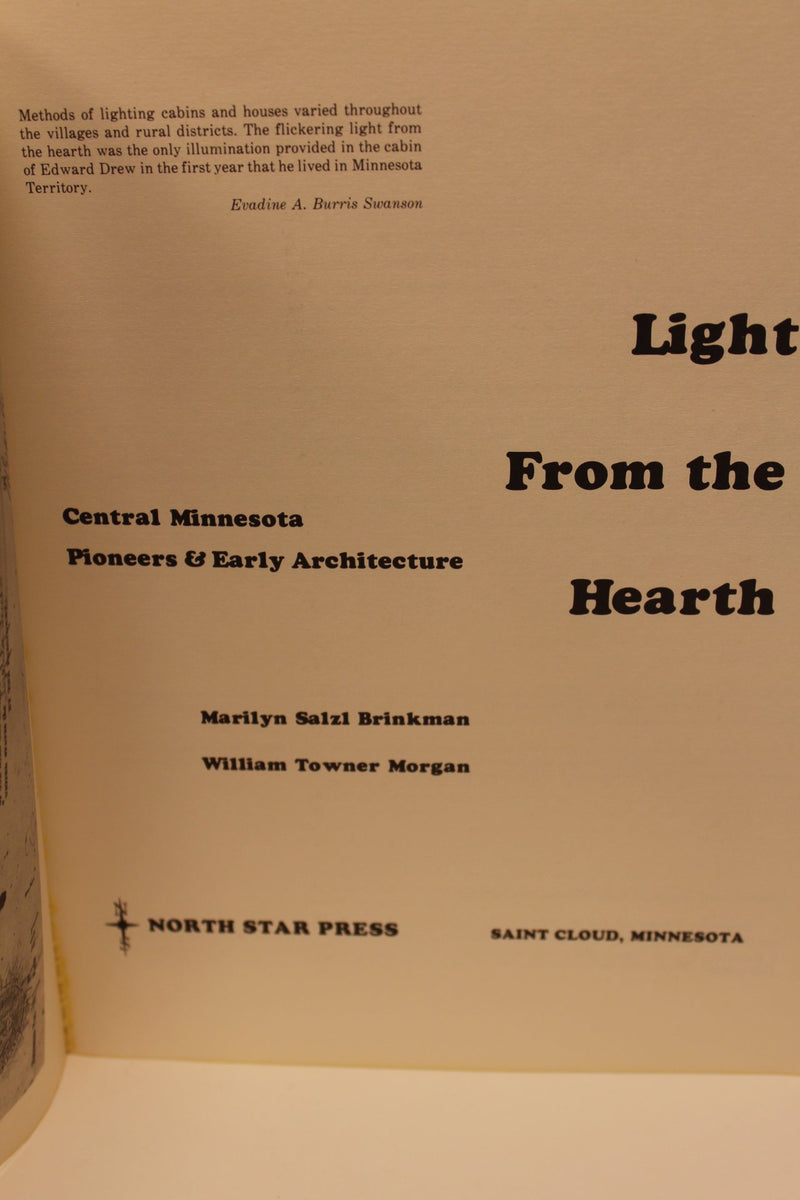 Methods of lighting cabins and houses varied throughout
the villages and rural districts. The flickering light from
the hearth was the only illumination provided in the cabin
of Edward Drew in the first year that he lived in Minnesota
Territory.
Evadine A. Burris Swanson
Light
From the
Hearth
Central Minnesota
Pioneers & Early Architecture
Marilyn Salzl Brinkman
William Towner Morgan
NORTH STAR PRESS
SAINT CLOUD, MINNESOTA